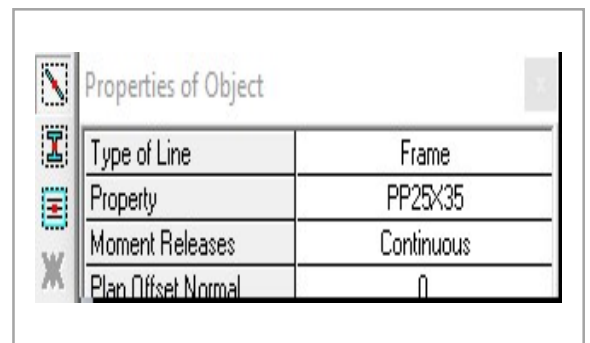 Properties of Object
Type of Line Frame
Property PP25X35
Moment Releases Continuous
Plan Offset Normal 0